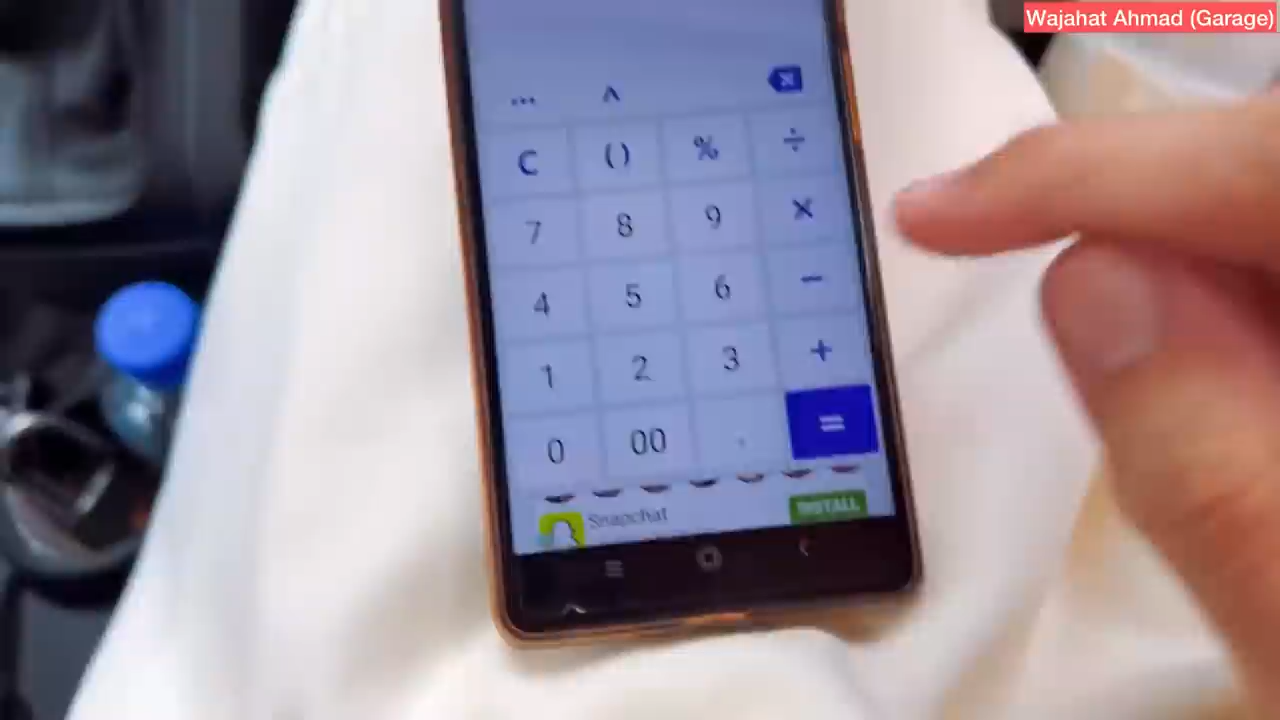 Wajahat Ahmad (Garage)
... ^
C () % ÷
7 8 9 ×
4 5 6 −
1 2 3 +
0 00 . =
Snapchat INSTALL